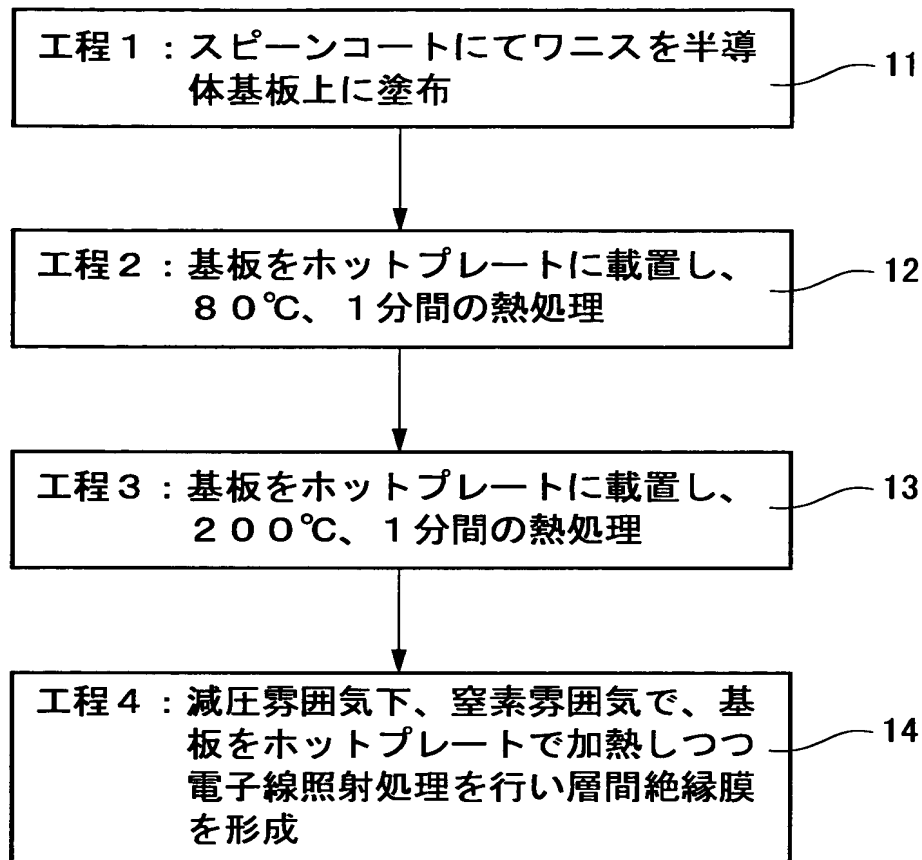 工程１：スピーンコートにてワニスを半導
体基板上に塗布
11
工程２：基板をホットプレートに載置し、
８０℃、１分間の熱処理
12
工程３：基板をホットプレートに載置し、
２００℃、１分間の熱処理
13
工程４：減圧雰囲気下、窒素雰囲気で、基
板をホットプレートで加熱しつつ
電子線照射処理を行い層間絶縁膜
を形成
14